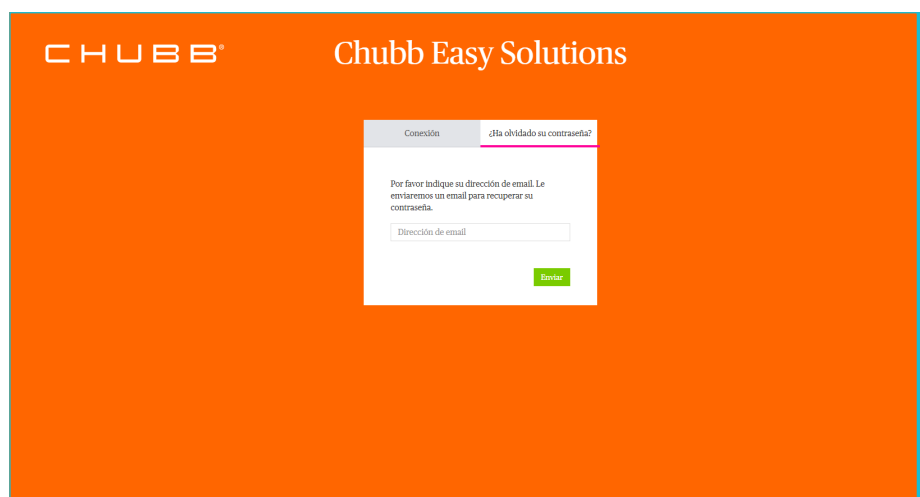 CHUBB®
Chubb Easy Solutions
Conexión
¿Ha olvidado su contraseña?
Por favor indique su dirección de email. Le
enviaremos un email para recuperar su
contraseña.
Dirección de email
Enviar